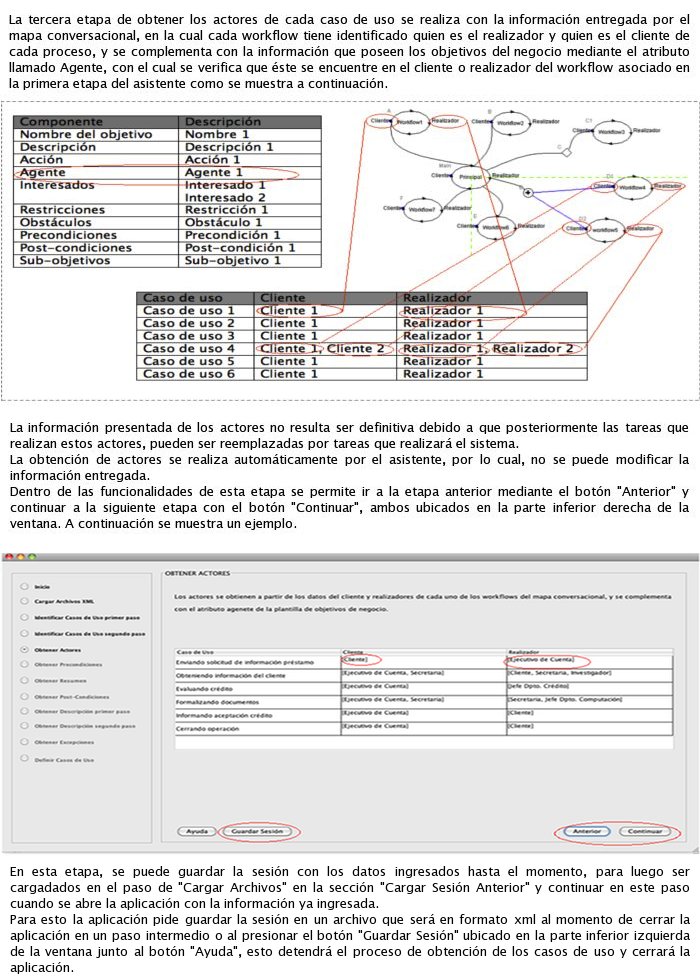 La tercera etapa de obtener los actores de cada caso de uso se realiza con la información entregada por el
mapa conversacional, en la cual cada workflow tiene identificado quien es el realizador y quien es el cliente de
cada proceso, y se complementa con la información que poseen los objetivos del negocio mediante el atributo
llamado Agente, con el cual se verifica que éste se encuentre en el cliente o realizador del workflow asociado en
la primera etapa del asistente como se muestra a continuación.
Componente Descripción
Nombre del objetivo Nombre 1
Descripción Descripción 1
Acción Acción 1
Agente Agente 1
Interesados Interesado 1
Interesado 2
Restricciones Restricción 1
Obstáculos Obstáculo 1
Precondiciones Precondición 1
Post-condiciones Post-condición 1
Sub-objetivos Sub-objetivo 1
A
Cliente Workflow1 Realizador
B
Cliente Workflow2 Realizador
C1
Cliente Workflow3 Realizador
C
Main
Cliente Principal Realizador
D1
Cliente Workflow4 Realizador
D2
Cliente workflow5 Realizador
E
Cliente Workflow6 Realizador
F
Cliente Workflow7 Realizador
Caso de uso Cliente Realizador
Caso de uso 1 Cliente 1 Realizador 1
Caso de uso 2 Cliente 1 Realizador 1
Caso de uso 3 Cliente 1 Realizador 1
Caso de uso 4 Cliente 1, Cliente 2 Realizador 1, Realizador 2
Caso de uso 5 Cliente 1 Realizador 1
Caso de uso 6 Cliente 1 Realizador 1
La información presentada de los actores no resulta ser definitiva debido a que posteriormente las tareas que
realizan estos actores, pueden ser reemplazadas por tareas que realizará el sistema.
La obtención de actores se realiza automáticamente por el asistente, por lo cual, no se puede modificar la
información entregada.
Dentro de las funcionalidades de esta etapa se permite ir a la etapa anterior mediante el botón "Anterior" y
continuar a la siguiente etapa con el botón "Continuar", ambos ubicados en la parte inferior derecha de la
ventana. A continuación se muestra un ejemplo.
Inicio
Cargar Archivos XML
Identificar Casos de Uso primer paso
Identificar Casos de Uso segundo paso
Obtener Actores
Obtener Precondiciones
Obtener Resumen
Obtener Post-Condiciones
Obtener Descripción primer paso
Obtener Descripción segundo paso
Obtener Excepciones
Definir Casos de Uso
OBTENER ACTORES
Los actores se obtienen a partir de los datos del cliente y realizadores de cada uno de los workflows del mapa conversacional, y se complementa
con el atributo agenete de la plantilla de objetivos de negocio.
Caso de Uso Cliente Realizador
Enviando solicitud de información préstamo [Cliente] [Ejecutivo de Cuenta]
Obteniendo información del cliente [Ejecutivo de Cuenta, Secretaria] [Cliente, Secretaria, Investigador]
Evaluando crédito [Ejecutivo de Cuenta] [Jefe Dpto. Crédito]
Formalizando documentos [Ejecutivo de Cuenta, Secretaria] [Secretaria, Jefe Dpto. Computación]
Informando aceptación crédito [Ejecutivo de Cuenta] [Cliente]
Cerrando operación [Ejecutivo de Cuenta] [Cliente]
Ayuda Guardar Sesión Anterior Continuar
En esta etapa, se puede guardar la sesión con los datos ingresados hasta el momento, para luego ser
cargadados en el paso de "Cargar Archivos" en la sección "Cargar Sesión Anterior" y continuar en este paso
cuando se abre la aplicación con la información ya ingresada.
Para esto la aplicación pide guardar la sesión en un archivo que será en formato xml al momento de cerrar la
aplicación en un paso intermedio o al presionar el botón "Guardar Sesión" ubicado en la parte inferior izquierda
de la ventana junto al botón "Ayuda", esto detendrá el proceso de obtención de los casos de uso y cerrará la
aplicación.